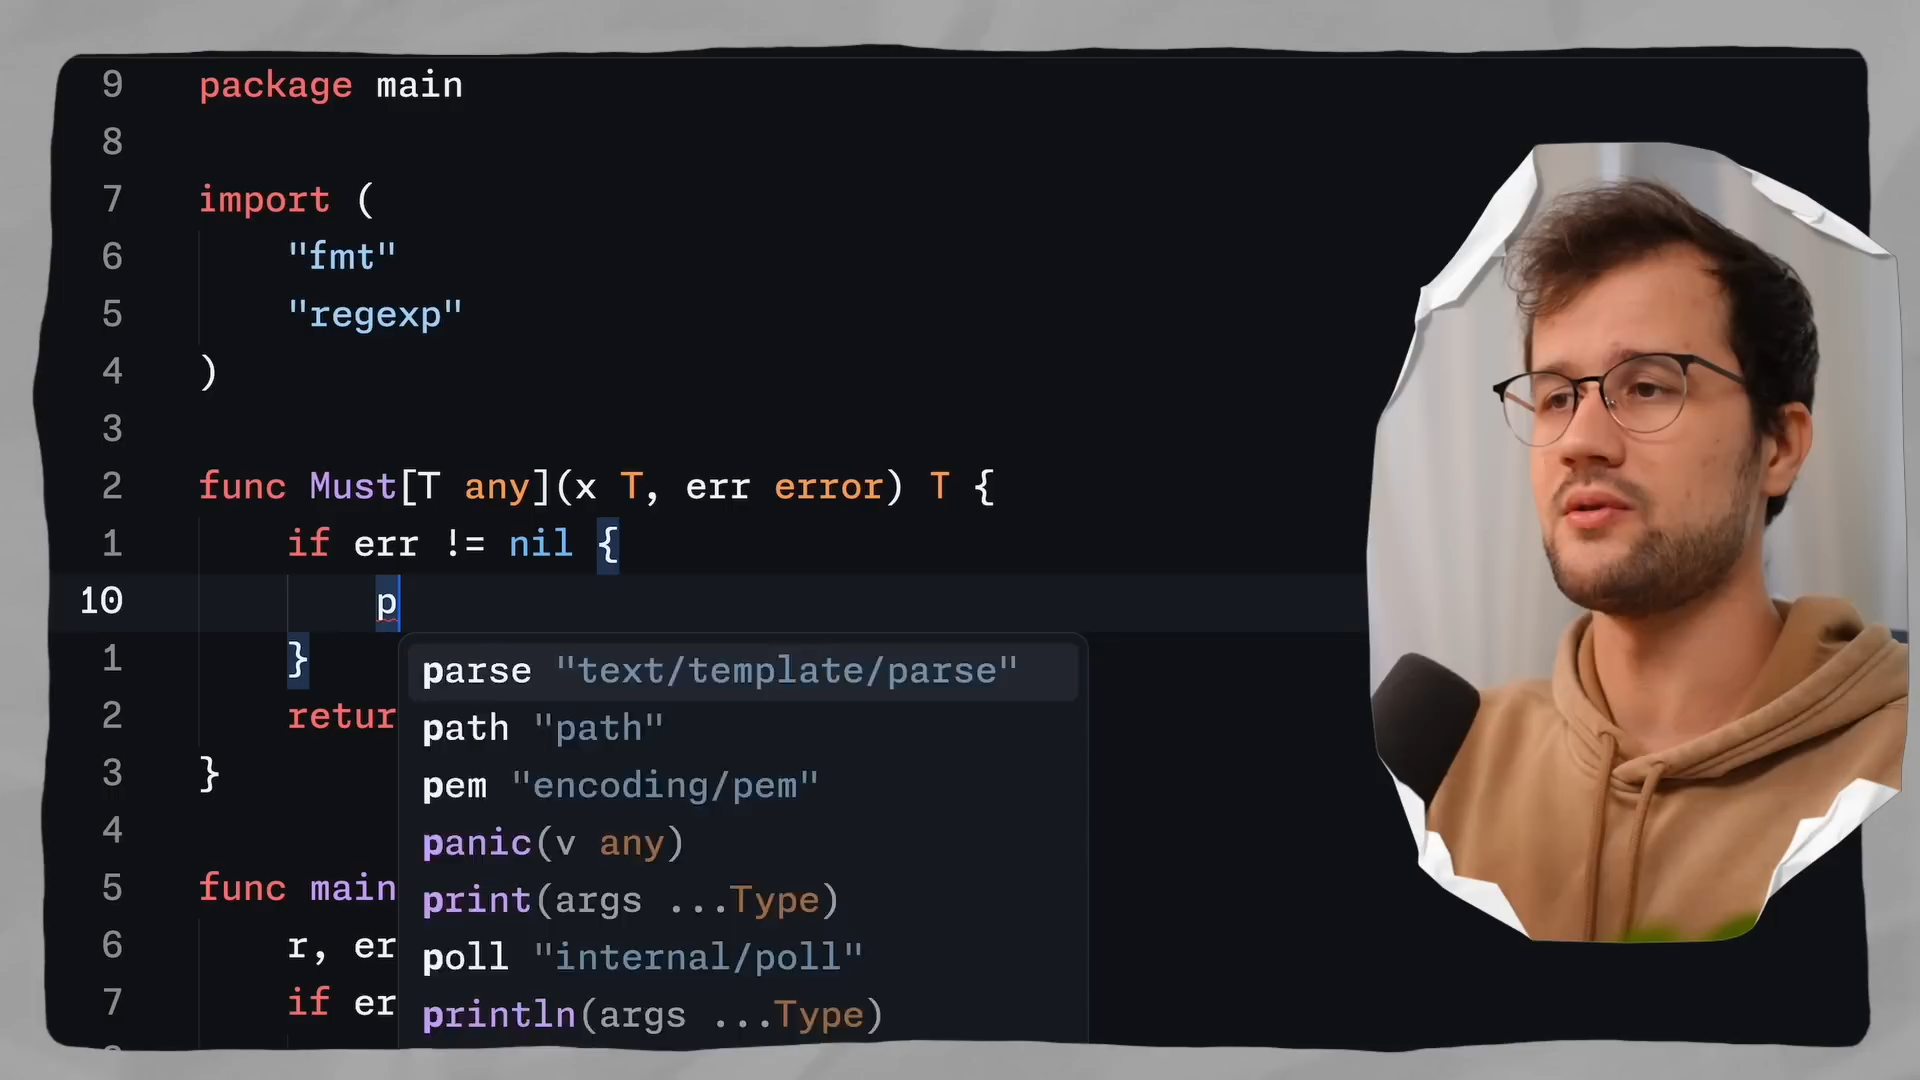 9 package main
8
7 import (
6 "fmt"
5 "regexp"
4 )
3
2 func Must[T any](x T, err error) T {
1 if err != nil {
10 p
1 }
parse "text/template/parse"
2 retur
path "path"
3 }
pem "encoding/pem"
4
panic(v any)
5 func main
print(args ...Type)
6 r, er
poll "internal/poll"
7 if er
println(args ...Type)